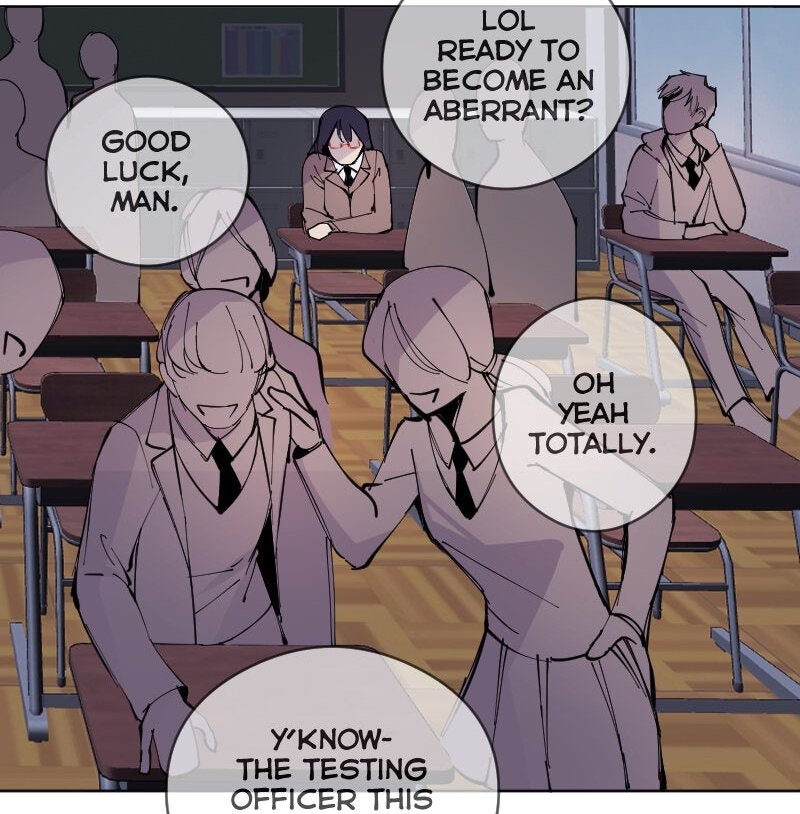 LOL
READY TO
BECOME AN
ABERRANT?
GOOD
LUCK,
MAN.
OH
YEAH
TOTALLY.
Y'KNOW-
THE TESTING
OFFICER THIS